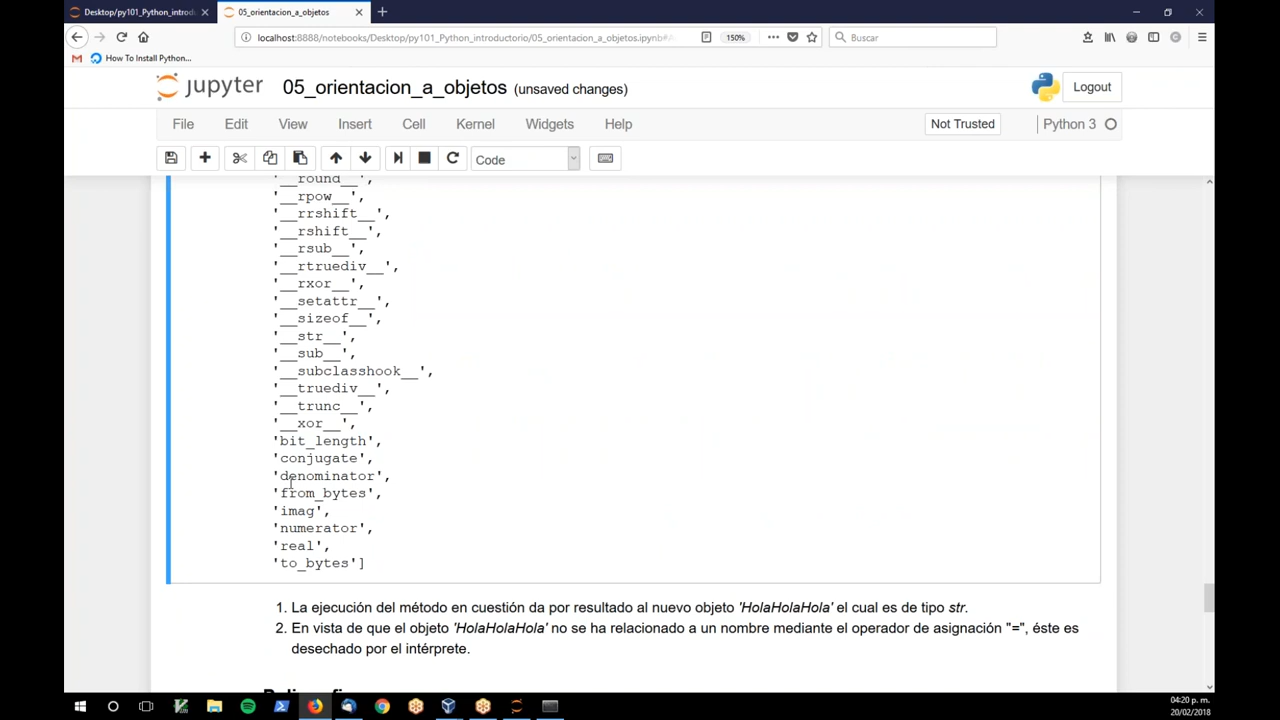 Desktop/py101_Python_introdu
05_orientacion_a_objetos
localhost:8888/notebooks/Desktop/py101_Python_introductorio/05_orientacion_a_objetos.ipynb#A
150%
Buscar
How To Install Python...
jupyter
05_orientacion_a_objetos (unsaved changes)
Logout
File
Edit
View
Insert
Cell
Kernel
Widgets
Help
Not Trusted
Python 3
Code
'__round__',
'__rpow__',
'__rrshift__',
'__rshift__',
'__rsub__',
'__rtruediv__',
'__rxor__',
'__setattr__',
'__sizeof__',
'__str__',
'__sub__',
'__subclasshook__',
'__truediv__',
'__trunc__',
'__xor__',
'bit_length',
'conjugate',
'denominator',
'from_bytes',
'imag',
'numerator',
'real',
'to_bytes']
1. La ejecución del método en cuestión da por resultado al nuevo objeto 'HolaHolaHola' el cual es de tipo str.
2. En vista de que el objeto 'HolaHolaHola' no se ha relacionado a un nombre mediante el operador de asignación "=", éste es
desechado por el intérprete.
04:20 p. m.
20/02/2018